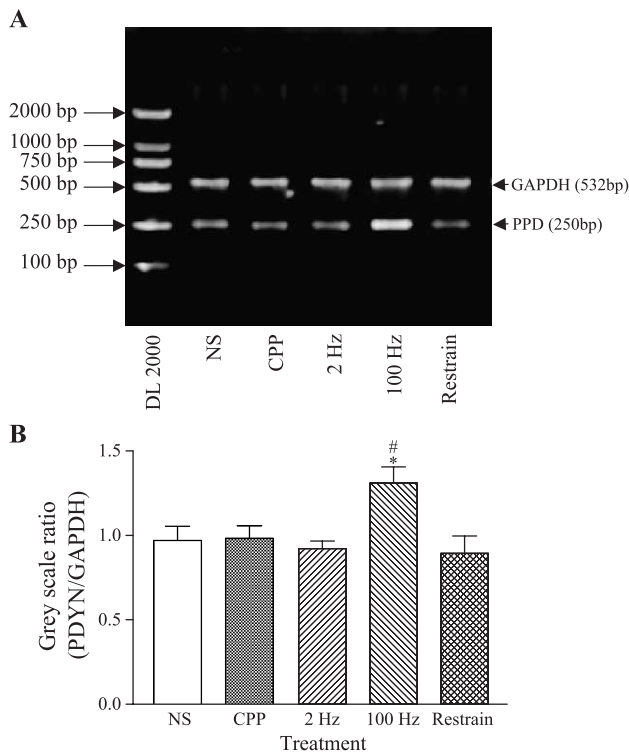 A
2000 bp
1000 bp
750 bp
500 bp
250 bp
100 bp
GAPDH (532bp)
PPD (250bp)
DL 2000
NS
CPP
2 Hz
100 Hz
Restrain
B
Grey scale ratio
(PDYN/GAPDH)
1.5
1.0
0.5
0.0
#
*
NS
CPP
2 Hz
100 Hz
Restrain
Treatment